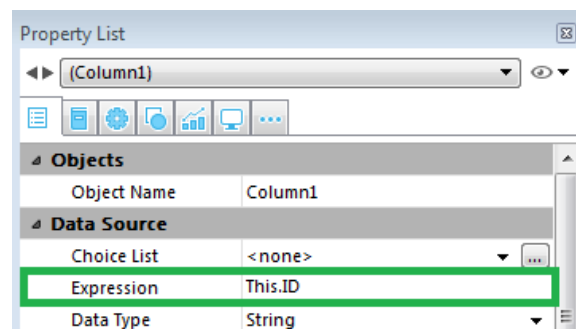 Property List
(Column1)
Objects
Object Name Column1
Data Source
Choice List <none> ...
Expression This.ID
Data Type String